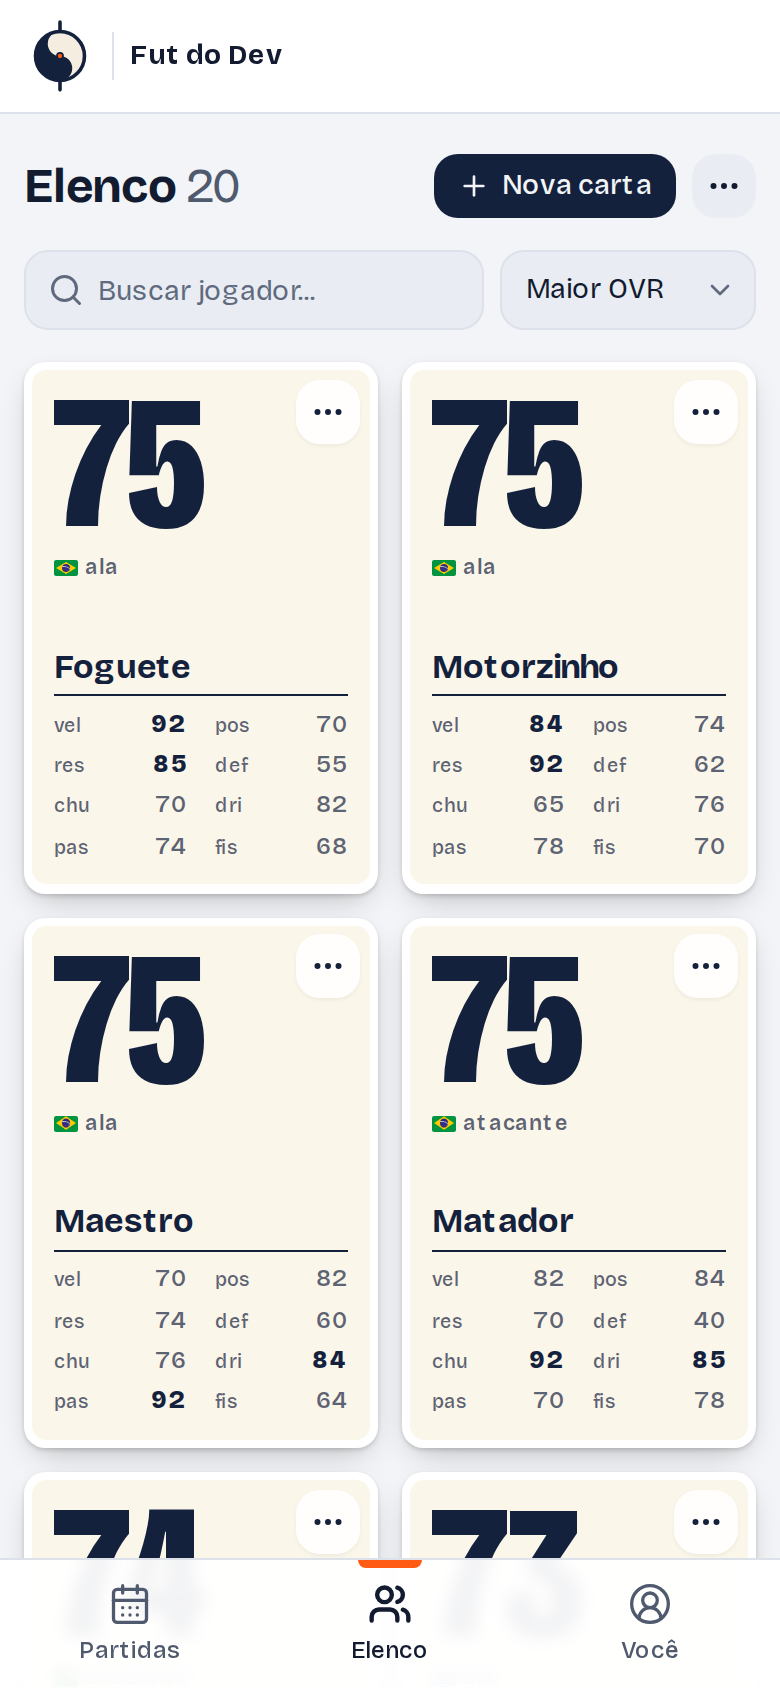 Fut do Dev
Elenco 20
Nova carta
Buscar jogador...
Maior OVR
75
ala
Foguete
vel 92 pos 70
res 85 def 55
chu 70 dri 82
pas 74 fis 68
75
ala
Motorzinho
vel 84 pos 74
res 92 def 62
chu 65 dri 76
pas 78 fis 70
75
ala
Maestro
vel 70 pos 82
res 74 def 60
chu 76 dri 84
pas 92 fis 64
75
atacante
Matador
vel 82 pos 84
res 70 def 40
chu 92 dri 85
pas 70 fis 78
74
73
Partidas
Elenco
Você